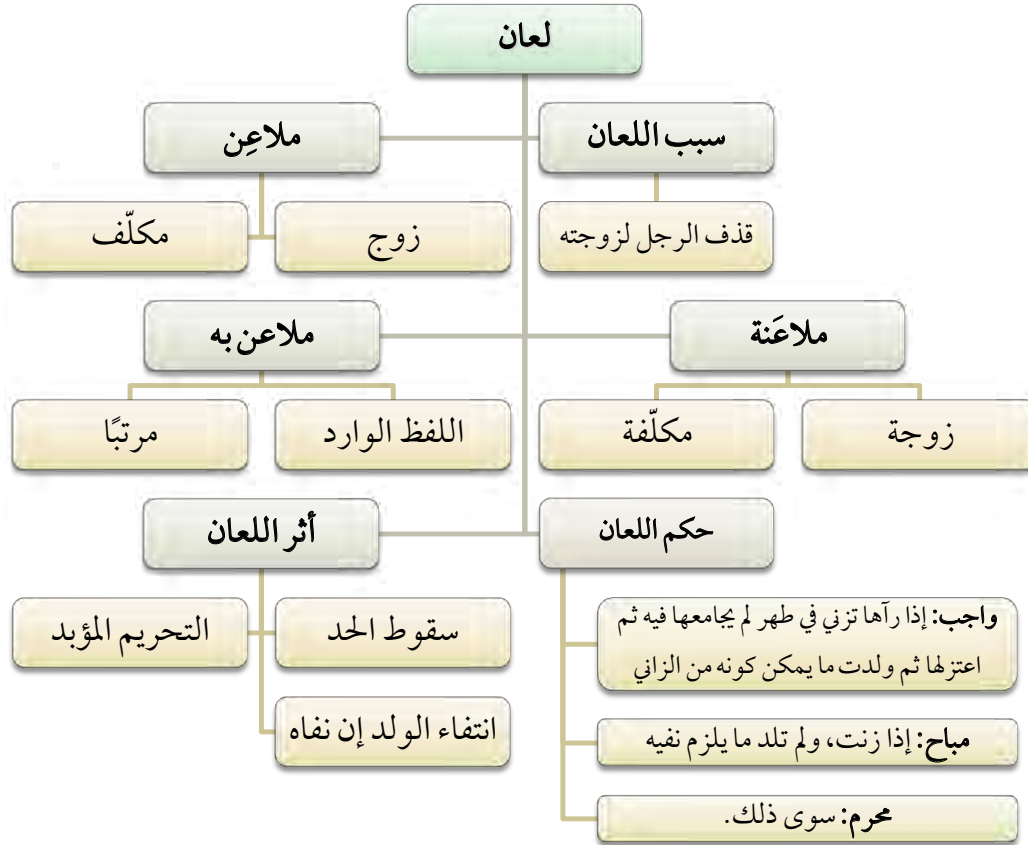 لعان
سبب اللعان
قذف الرجل لزوجته
ملاعِن
زوج
مكلّف
ملاعَنة
زوجة
مكلّفة
ملاعن به
اللفظ الوارد
مرتبًا
حكم اللعان
واجب: إذا رآها تزني في طهر لم يجامعها فيه ثم
اعتزلها ثم ولدت ما يمكن كونه من الزاني
مباح: إذا زنت، ولم تلد ما يلزم نفيه
محرم: سوى ذلك.
أثر اللعان
سقوط الحد
التحريم المؤبد
انتفاء الولد إن نفاه